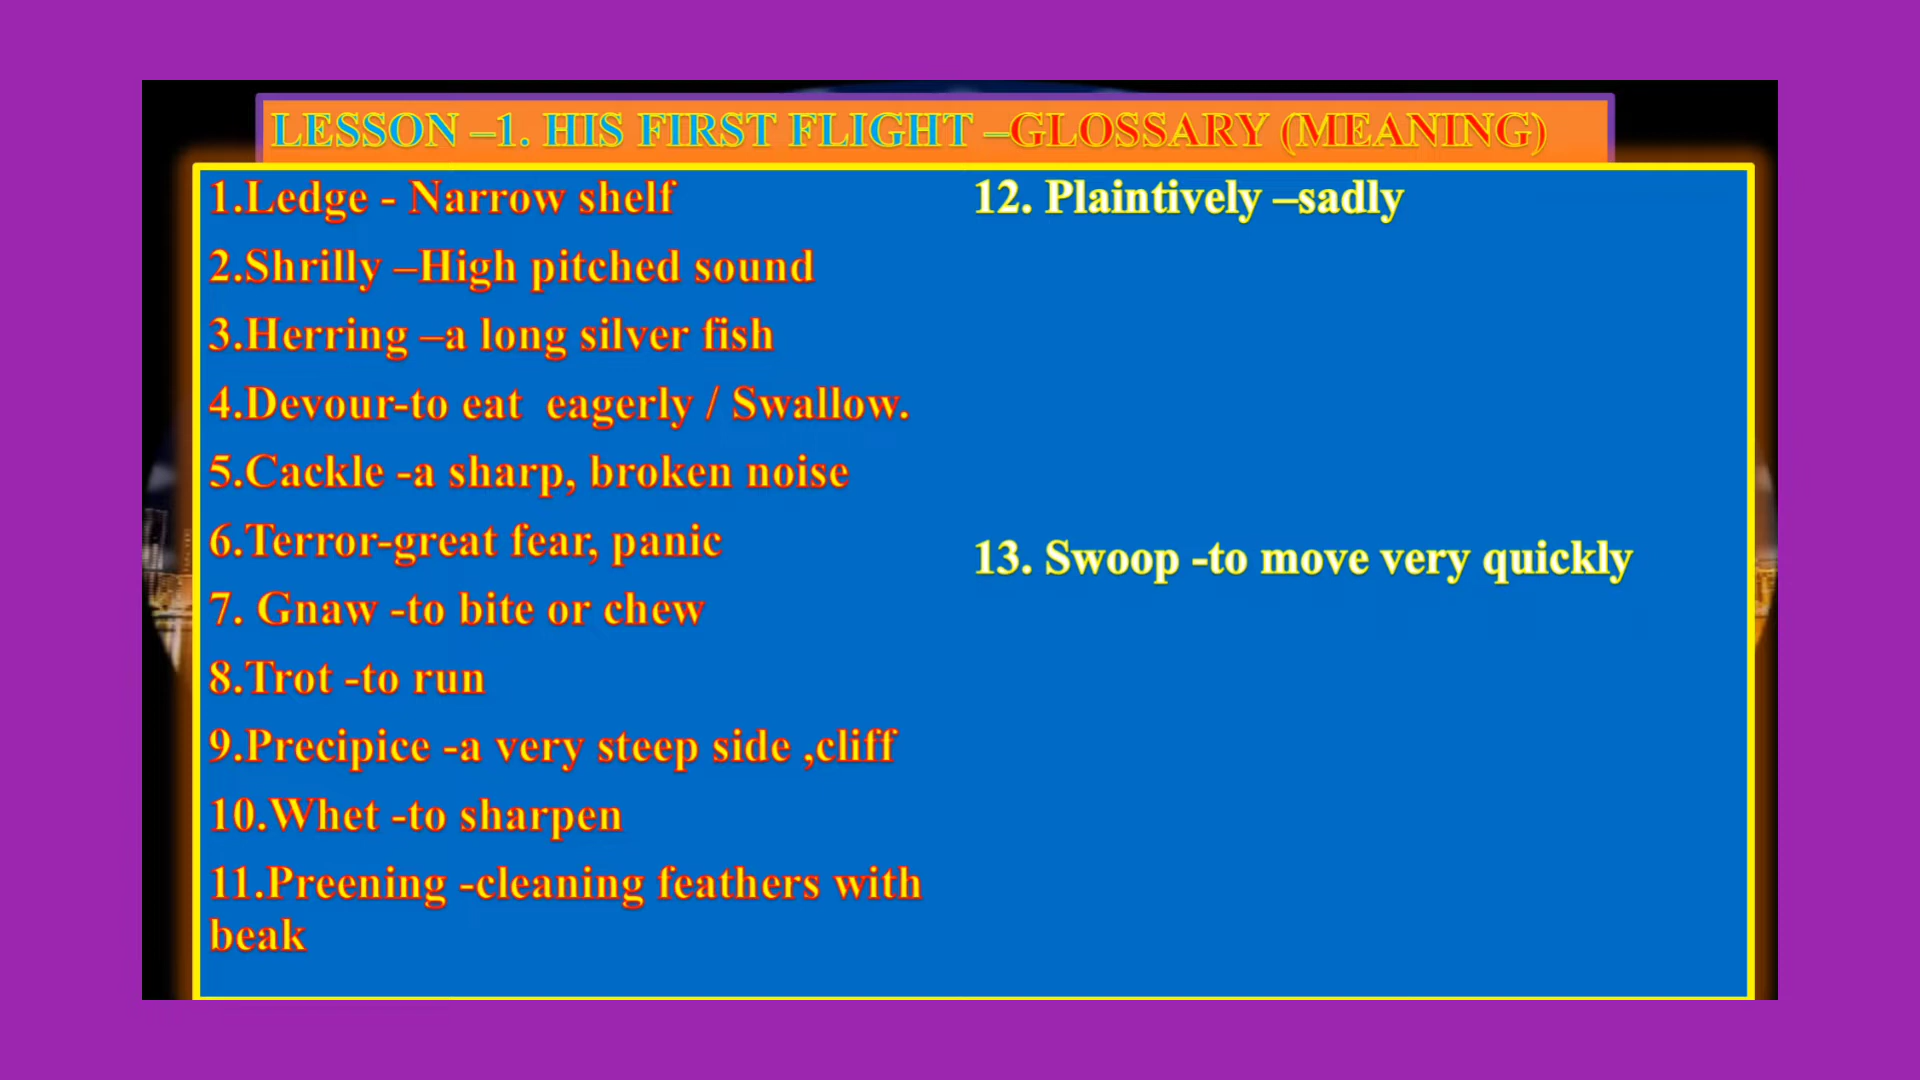 LESSON –1. HIS FIRST FLIGHT –GLOSSARY (MEANING)
1.Ledge - Narrow shelf
2.Shrilly –High pitched sound
3.Herring –a long silver fish
4.Devour-to eat  eagerly / Swallow.
5.Cackle -a sharp, broken noise
6.Terror-great fear, panic
7. Gnaw -to bite or chew
8.Trot -to run
9.Precipice -a very steep side ,cliff
10.Whet -to sharpen
11.Preening -cleaning feathers with
beak
12. Plaintively –sadly
13. Swoop -to move very quickly